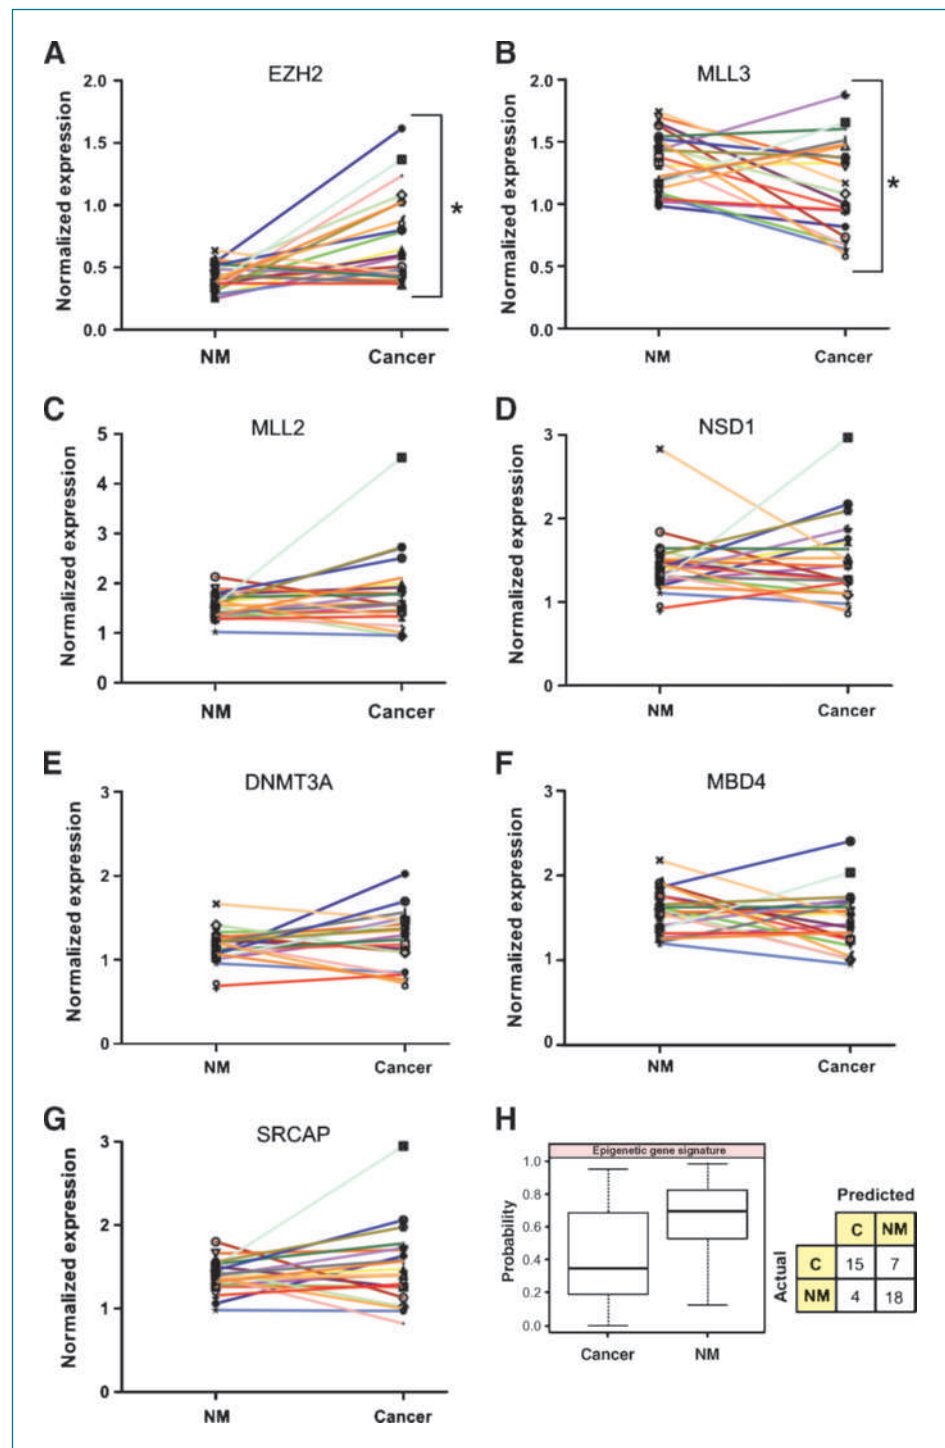 A
EZH2
Normalized expression
2.0
1.5
1.0
0.5
0.0
*
NM
Cancer
B
MLL3
Normalized expression
2.0
1.5
1.0
0.5
0.0
*
NM
Cancer
C
MLL2
Normalized expression
5
4
3
2
1
0
NM
Cancer
D
NSD1
Normalized expression
3
2
1
0
NM
Cancer
E
DNMT3A
Normalized expression
3
2
1
0
NM
Cancer
F
MBD4
Normalized expression
3
2
1
0
NM
Cancer
G
SRCAP
Normalized expression
3
2
1
0
NM
Cancer
H
Epigenetic gene signature
Probability
1.0
0.8
0.6
0.4
0.2
0.0
Cancer
NM
Predicted
C NM
Actual
C 15 7
NM 4 18